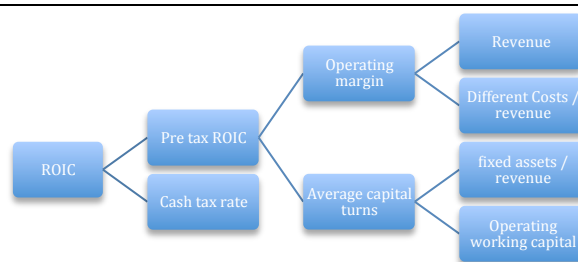 ROIC
Pre tax ROIC
Cash tax rate
Operating
margin
Average capital
turns
Revenue
Different Costs /
revenue
fixed assets /
revenue
Operating
working capital